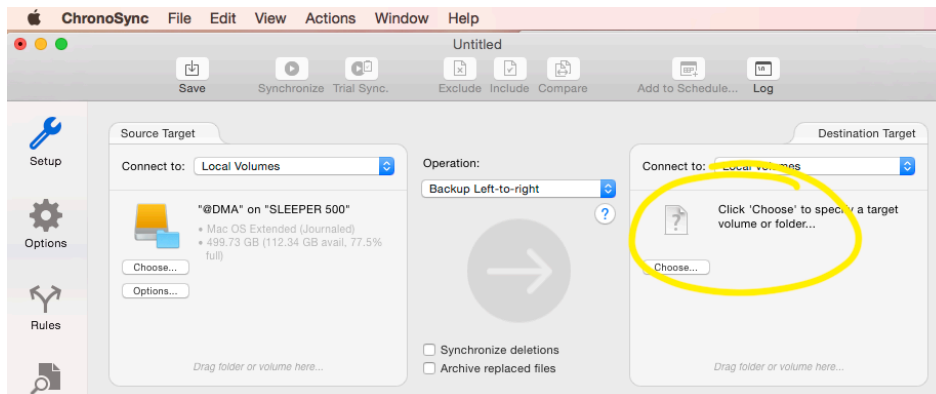 ChronoSync File Edit View Actions Window Help
Untitled
Save Synchronize Trial Sync. Exclude Include Compare Add to Schedule... Log
Setup
Options
Rules
Source Target
Connect to: Local Volumes
"@DMA" on "SLEEPER 500"
• Mac OS Extended (Journaled)
• 499.73 GB (112.34 GB avail, 77.5%
full)
Choose...
Options...
Drag folder or volume here...
Operation:
Backup Left-to-right
?
Synchronize deletions
Archive replaced files
Destination Target
Connect to: Local Volumes
?
Click 'Choose' to specify a target
volume or folder...
Choose...
Drag folder or volume here...